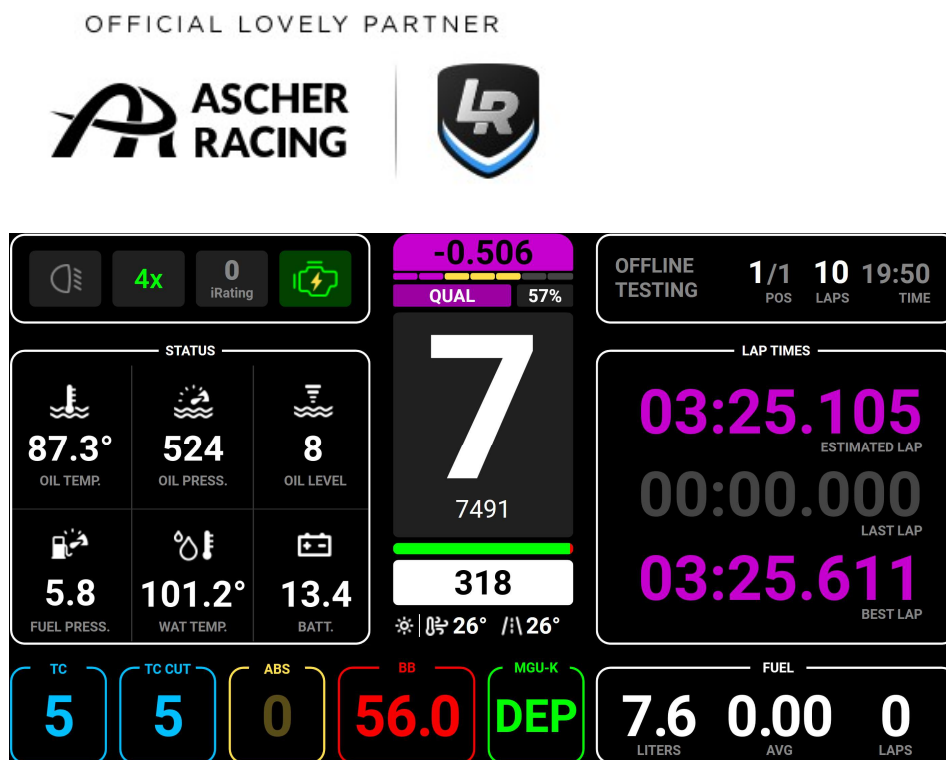 OFFICIAL LOVELY PARTNER
ASCHER
RACING
LR
4x
0
iRating
-0.506
QUAL 57%
7
7491
318
26° 26°
OFFLINE
TESTING
1/1 10 19:50
POS LAPS TIME
STATUS
87.3° 524 8
OIL TEMP. OIL PRESS. OIL LEVEL
5.8 101.2° 13.4
FUEL PRESS. WAT TEMP. BATT.
LAP TIMES
03:25.105
ESTIMATED LAP
00:00.000
LAST LAP
03:25.611
BEST LAP
TC TC CUT ABS BB MGU-K
5 5 0 56.0 DEP
FUEL
7.6 0.00 0
LITERS AVG LAPS